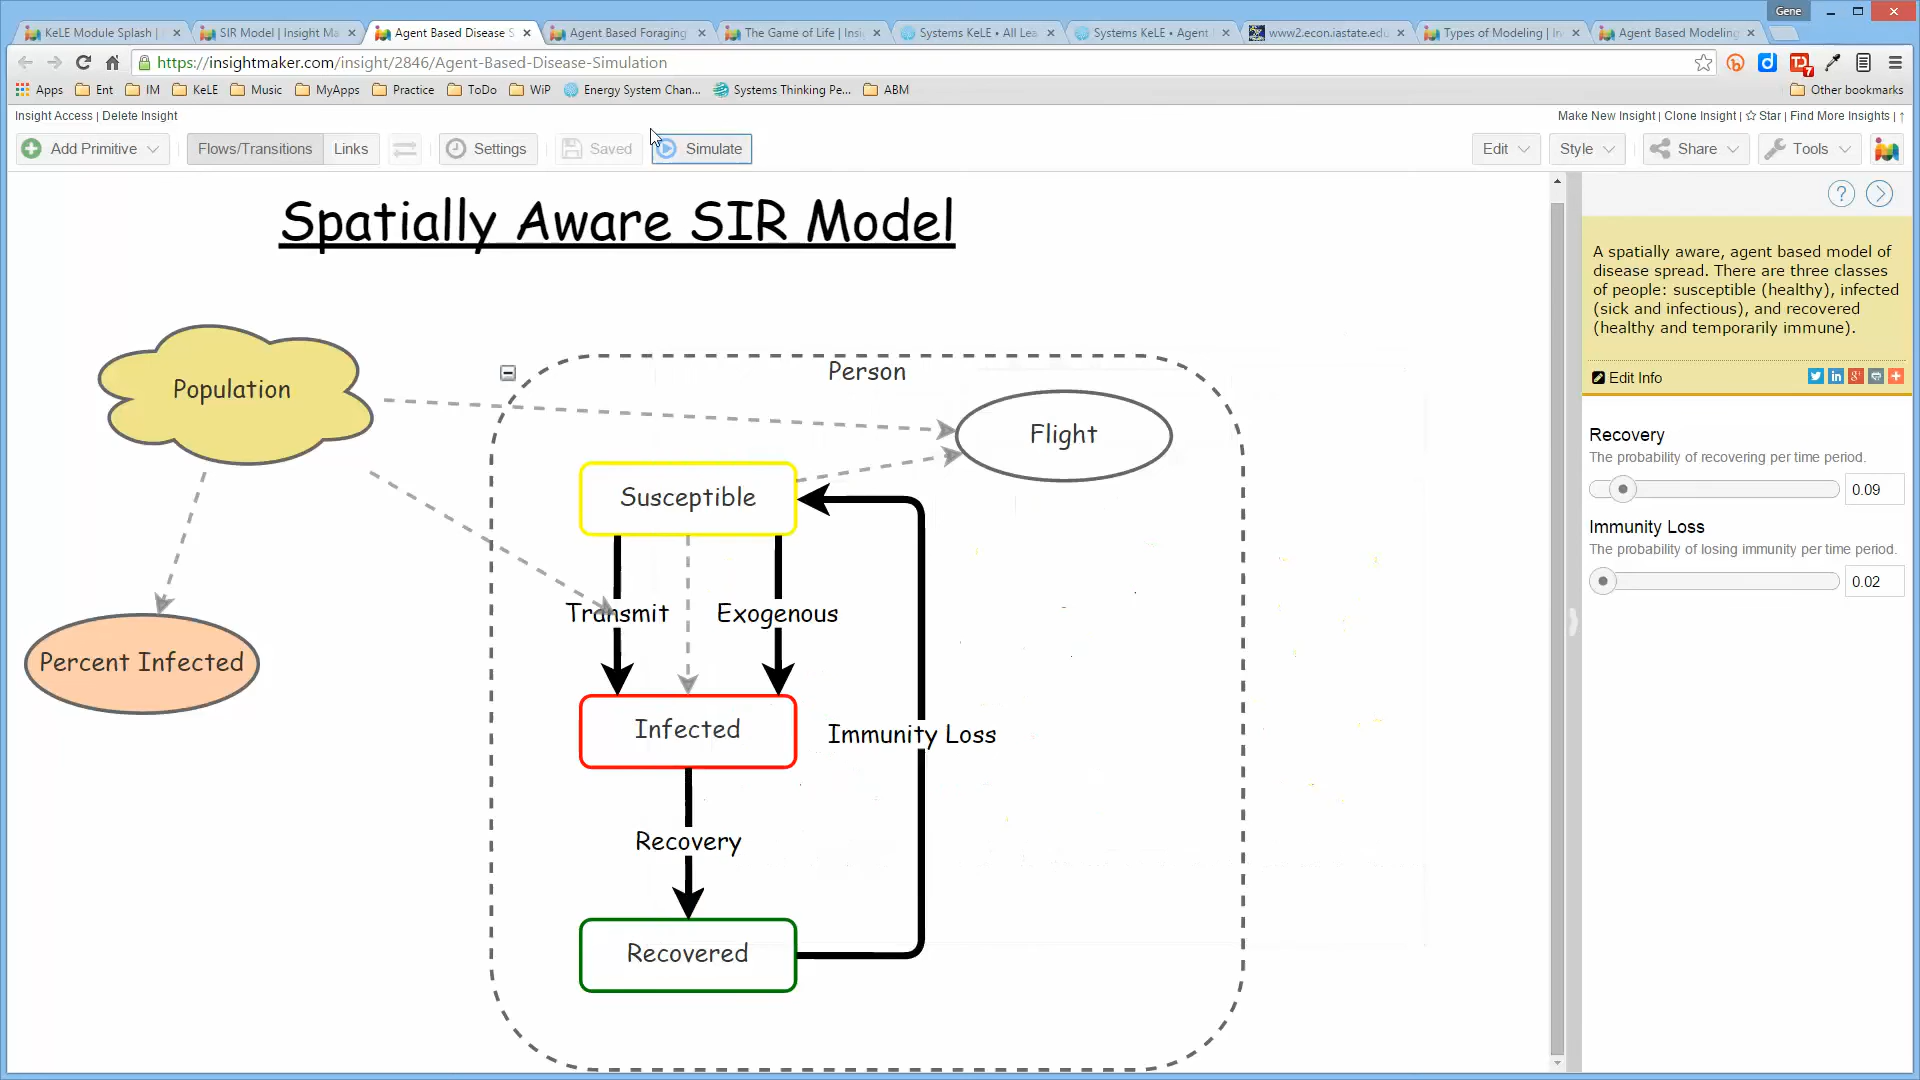 Gene
KeLE Module Splash |
SIR Model | Insight Ma
Agent Based Disease S
Agent Based Foraging
The Game of Life | Insi
Systems KeLE • All Lea
Systems KeLE • Agent
www2.econ.iastate.edu
Types of Modeling | In
Agent Based Modeling
https://insightmaker.com/insight/2846/Agent-Based-Disease-Simulation
7
Apps
Ent
IM
KeLE
Music
MyApps
Practice
ToDo
WiP
Energy System Chan...
Systems Thinking Pe...
ABM
Other bookmarks
Insight Access | Delete Insight
Make New Insight | Clone Insight | Star | Find More Insights | ↑
Add Primitive
Flows/Transitions
Links
Settings
Saved
Simulate
Edit
Style
Share
Tools
Spatially Aware SIR Model
Population
Person
Flight
Susceptible
Transmit
Exogenous
Percent Infected
Infected
Immunity Loss
Recovery
Recovered
?
A spatially aware, agent based model of
disease spread. There are three classes
of people: susceptible (healthy), infected
(sick and infectious), and recovered
(healthy and temporarily immune).
Edit Info
Recovery
The probability of recovering per time period.
0.09
Immunity Loss
The probability of losing immunity per time period.
0.02